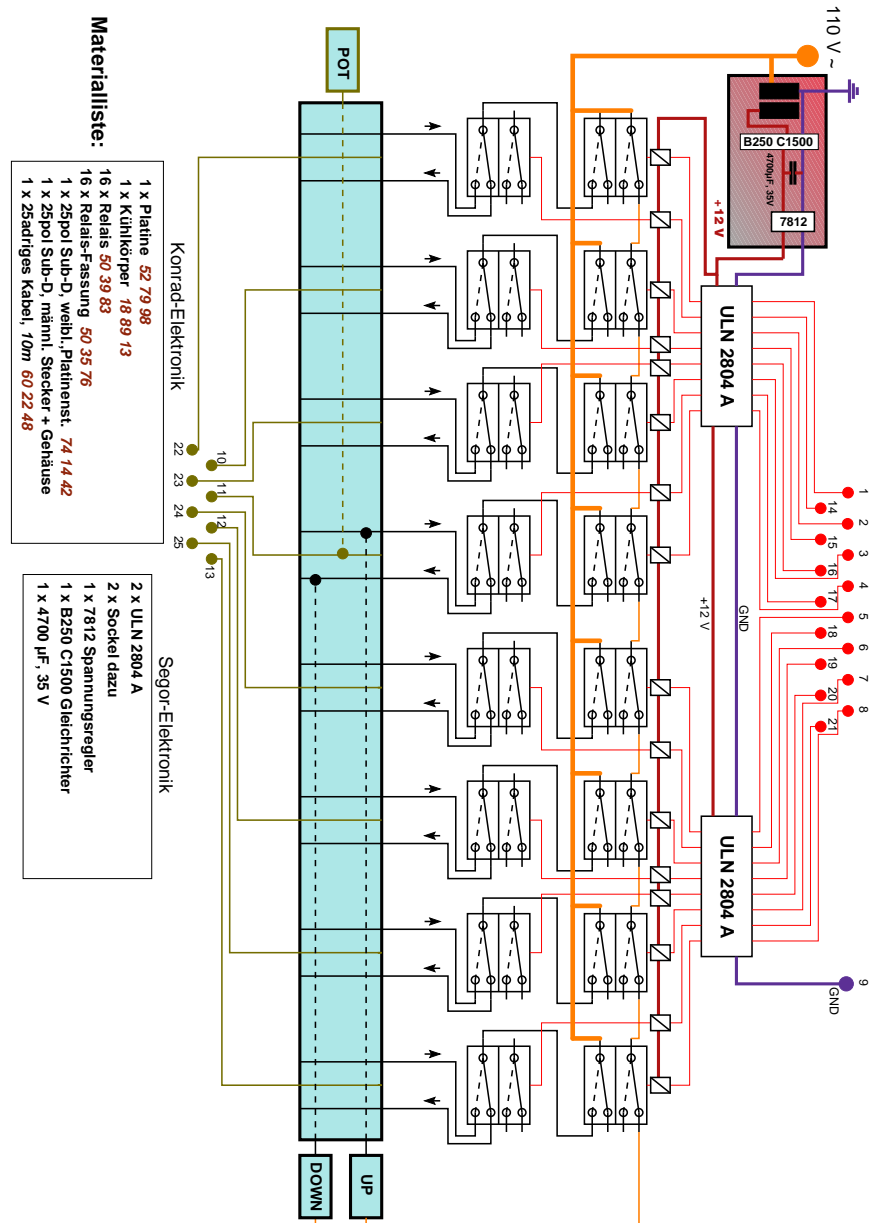 110 V ~
B250 C1500
4700µF, 35V
7812
+12 V
ULN 2804 A
ULN 2804 A
+12 V
GND
1
14
2
15
3
16
4
17
5
18
6
19
7
20
8
21
9
GND
POT
UP
DOWN
22
10
23
11
24
12
25
13
Materialliste:
Konrad-Elektronik
1 x Platine 52 79 98
1 x Kühlkörper 18 89 13
16 x Relais 50 39 83
16 x Relais-Fassung 50 35 76
1 x 25pol Sub-D, weibl.,Platinenst. 74 14 42
1 x 25pol Sub-D, männl. Stecker + Gehäuse
1 x 25adriges Kabel, 10m 60 22 48
Segor-Elektronik
2 x ULN 2804 A
2 x Sockel dazu
1 x 7812 Spannungsregler
1 x B250 C1500 Gleichrichter
1 x 4700 µF, 35 V